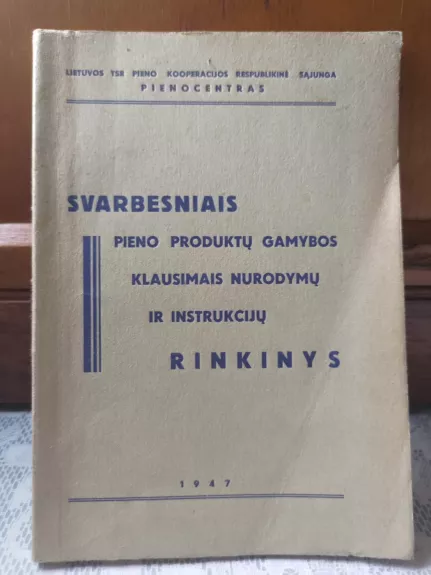 LIETUVOS TSR PIENO KOOPERACIJOS RESPUBLIKINĖ SĄJUNGA
PIENOCENTRAS
SVARBESNIAIS
PIENO PRODUKTŲ GAMYBOS
KLAUSIMAIS NURODYMŲ
IR INSTRUKCIJŲ
RINKINYS
1947